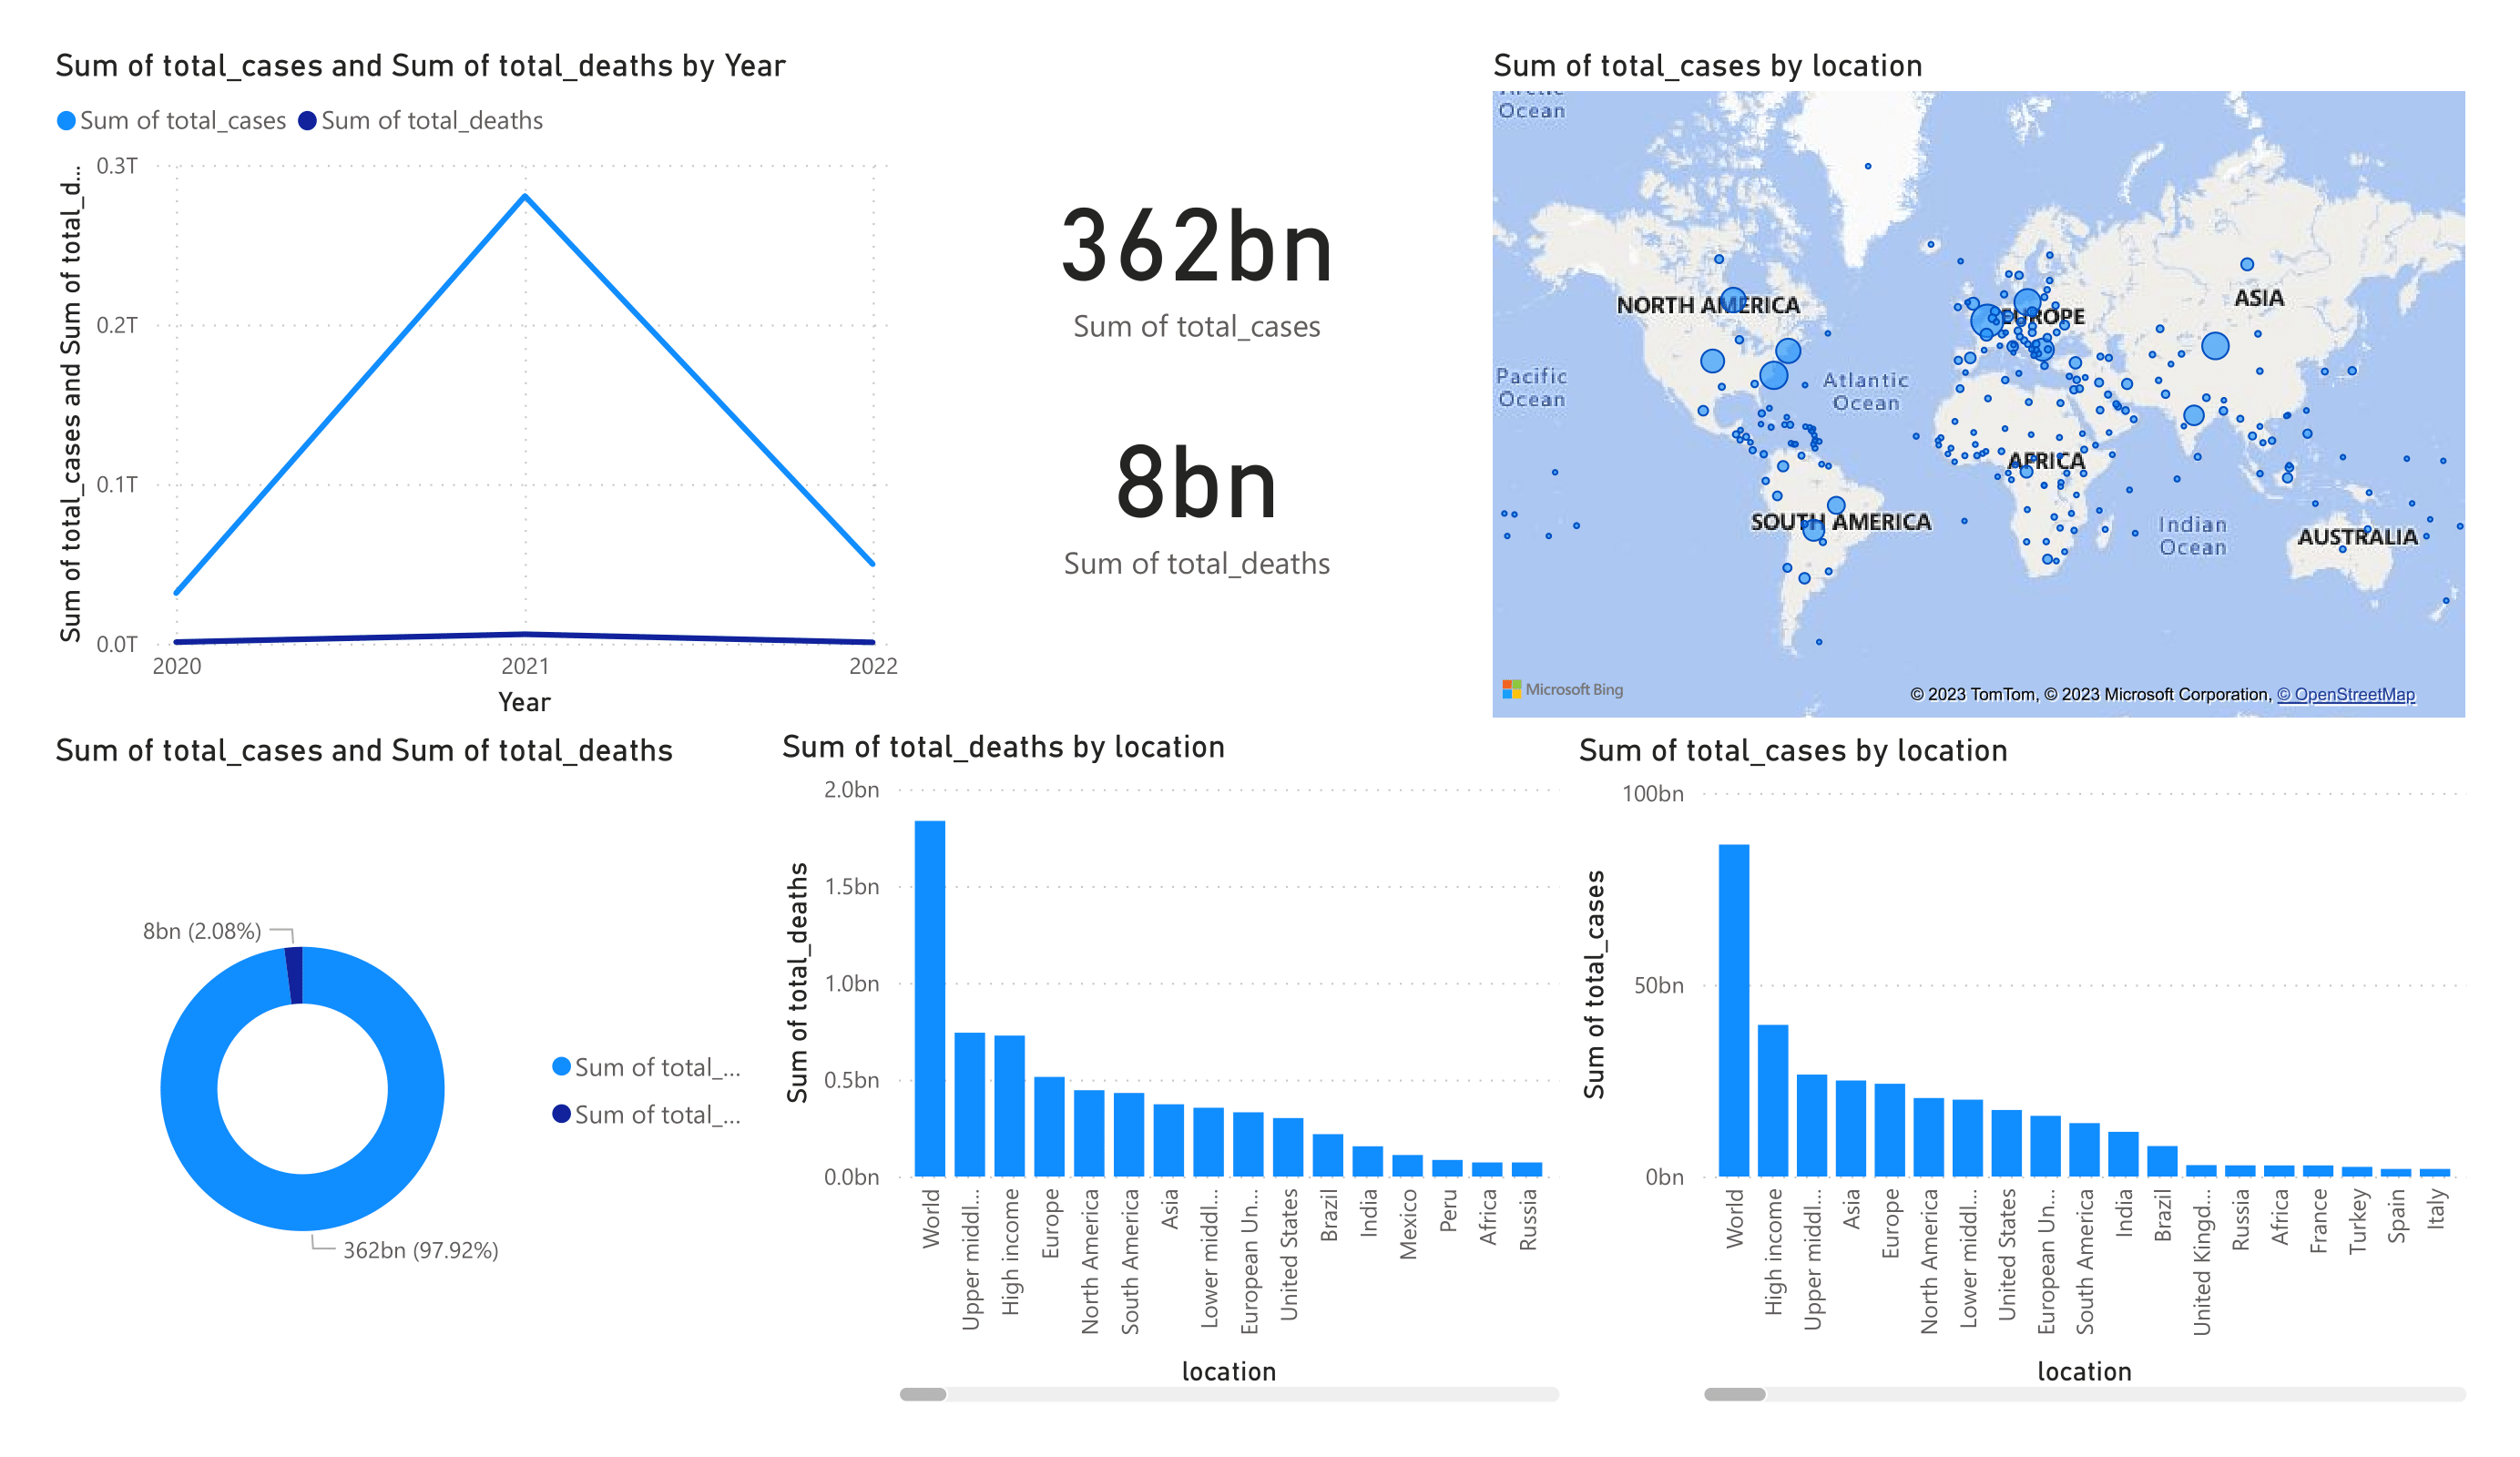 Sum of total_cases and Sum of total_deaths by Year
Sum of total_cases
Sum of total_deaths
Sum of total_cases and Sum of total_d...
0.3T
0.2T
0.1T
0.0T
2020
2021
2022
Year
362bn
Sum of total_cases
8bn
Sum of total_deaths
Sum of total_cases by location
Arctic
Ocean
NORTH AMERICA
EUROPE
ASIA
Pacific
Ocean
Atlantic
Ocean
AFRICA
SOUTH AMERICA
Indian
Ocean
AUSTRALIA
Microsoft Bing
© 2023 TomTom, © 2023 Microsoft Corporation, © OpenStreetMap
Sum of total_cases and Sum of total_deaths
8bn (2.08%)
362bn (97.92%)
Sum of total_...
Sum of total_...
Sum of total_deaths by location
Sum of total_deaths
2.0bn
1.5bn
1.0bn
0.5bn
0.0bn
World
Upper middl...
High income
Europe
North America
South America
Asia
Lower middl...
European Un...
United States
Brazil
India
Mexico
Peru
Africa
Russia
location
Sum of total_cases by location
Sum of total_cases
100bn
50bn
0bn
World
High income
Upper middl...
Asia
Europe
North America
Lower middl...
United States
European Un...
South America
India
Brazil
United Kingd...
Russia
Africa
France
Turkey
Spain
Italy
location